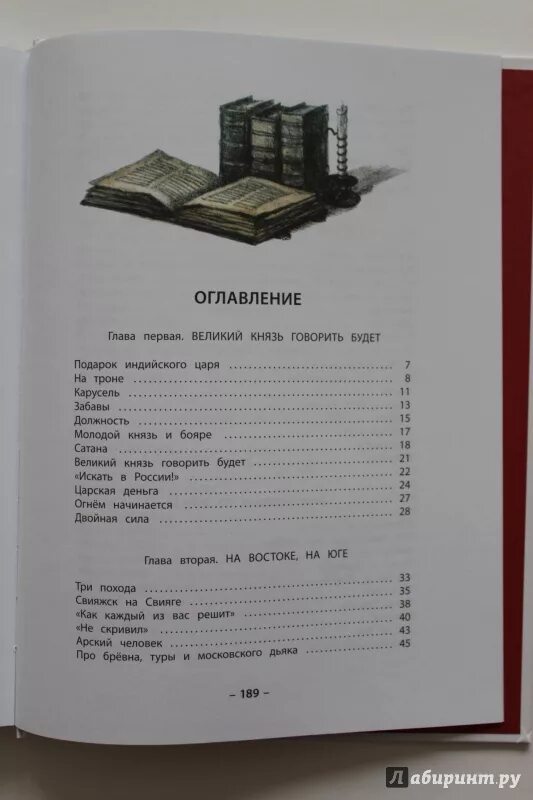 ОГЛАВЛЕНИЕ
Глава первая. ВЕЛИКИЙ КНЯЗЬ ГОВОРИТЬ БУДЕТ
Подарок индийского царя 7
На троне 8
Карусель 11
Забавы 13
Должность 15
Молодой князь и бояре 17
Сатана 18
Великий князь говорить будет 21
«Искать в России!» 22
Царская деньга 24
Огнём начинается 27
Двойная сила 28
Глава вторая. НА ВОСТОКЕ, НА ЮГЕ
Три похода 33
Свияжск на Свияге 35
«Как каждый из вас решит» 38
«Не скривил» 40
Арский человек 43
Про брёвна, туры и московского дьяка 45
– 189 –
Лабиринт.ру